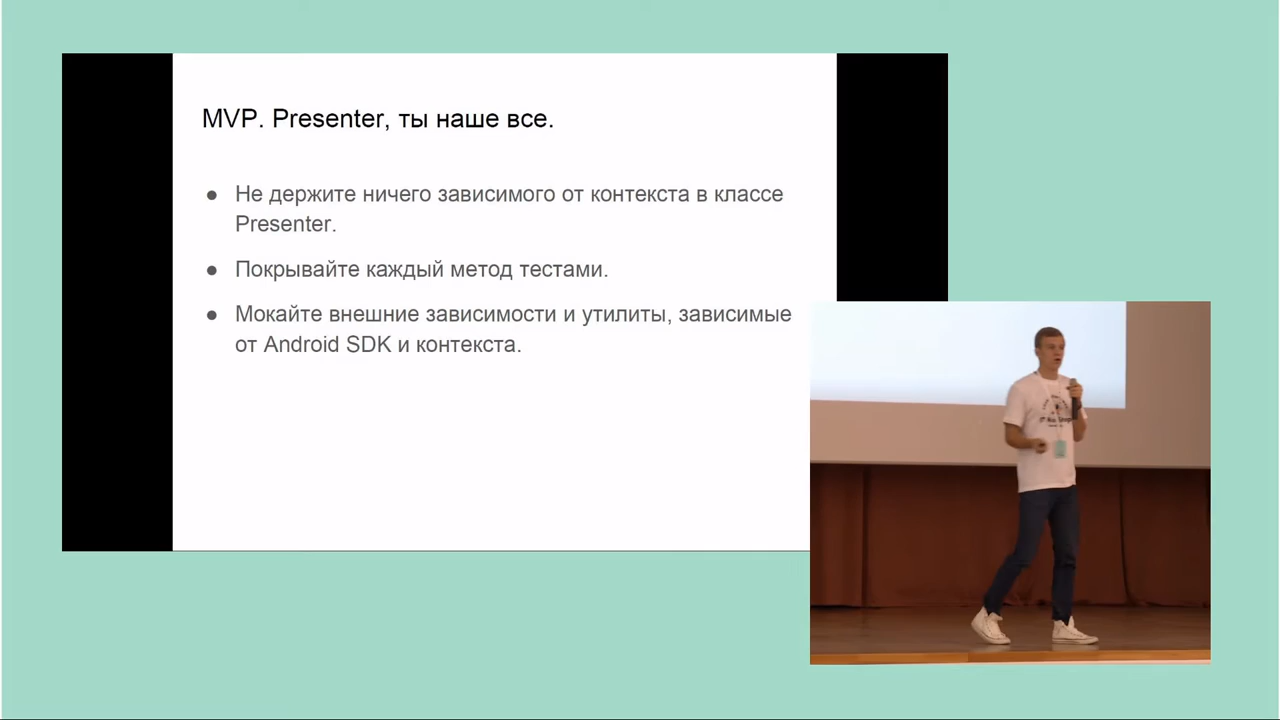 MVP. Presenter, ты наше все.
● Не держите ничего зависимого от контекста в классе
Presenter.
● Покрывайте каждый метод тестами.
● Мокайте внешние зависимости и утилиты, зависимые
от Android SDK и контекста.